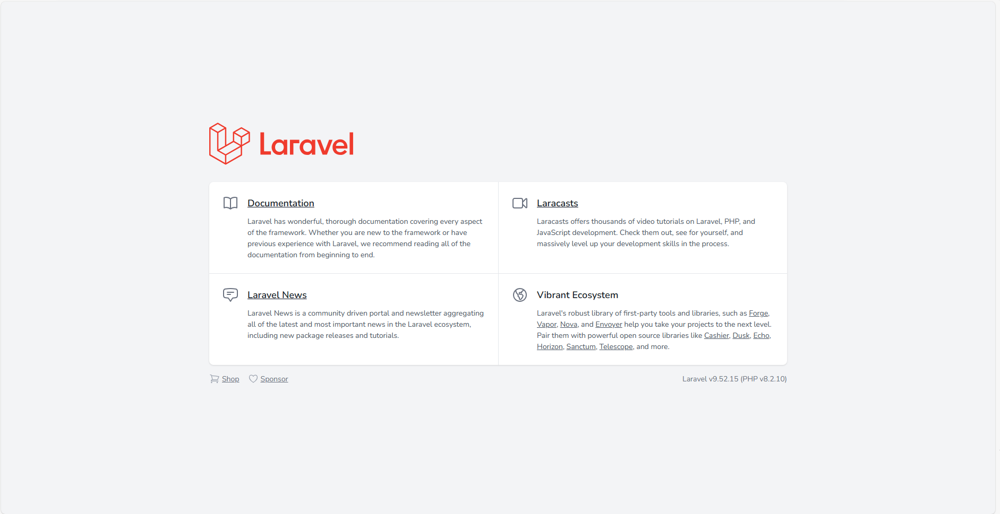 Laravel
Documentation
Laravel has wonderful, thorough documentation covering every aspect
of the framework. Whether you are new to the framework or have
previous experience with Laravel, we recommend reading all of the
documentation from beginning to end.
Laracasts
Laracasts offers thousands of video tutorials on Laravel, PHP, and
JavaScript development. Check them out, see for yourself, and
massively level up your development skills in the process.
Laravel News
Laravel News is a community driven portal and newsletter aggregating
all of the latest and most important news in the Laravel ecosystem,
including new package releases and tutorials.
Vibrant Ecosystem
Laravel's robust library of first-party tools and libraries, such as Forge,
Vapor, Nova, and Envoyer help you take your projects to the next level.
Pair them with powerful open source libraries like Cashier, Dusk, Echo,
Horizon, Sanctum, Telescope, and more.
Shop Sponsor
Laravel v9.52.15 (PHP v8.2.10)